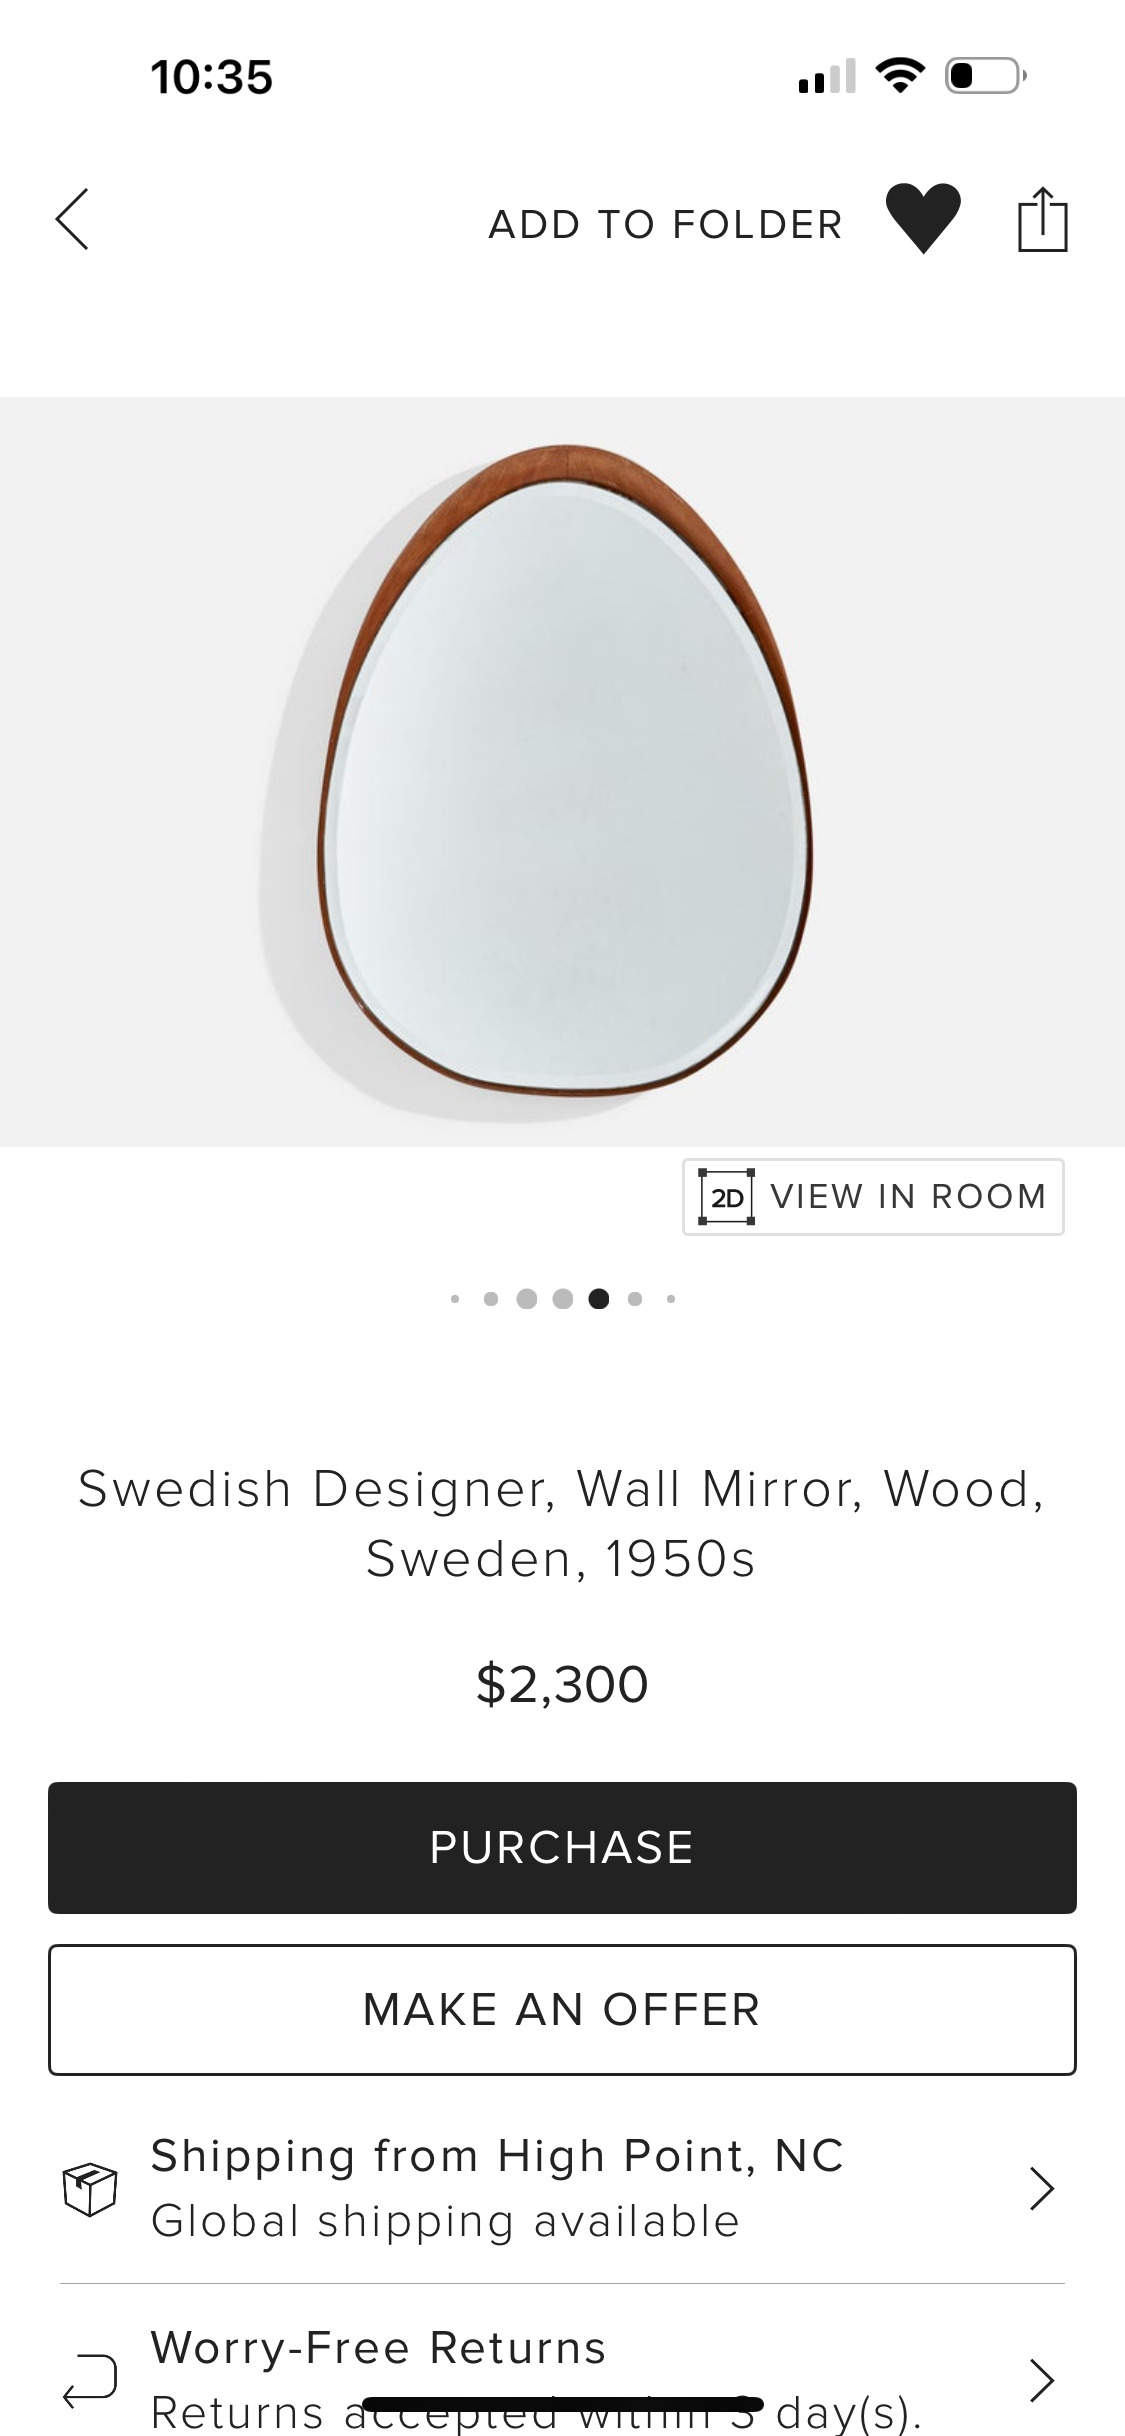 10:35
ADD TO FOLDER
2D VIEW IN ROOM
Swedish Designer, Wall Mirror, Wood,
Sweden, 1950s
$2,300
PURCHASE
MAKE AN OFFER
Shipping from High Point, NC
Global shipping available
Worry-Free Returns
Returns accepted within 3 day(s).